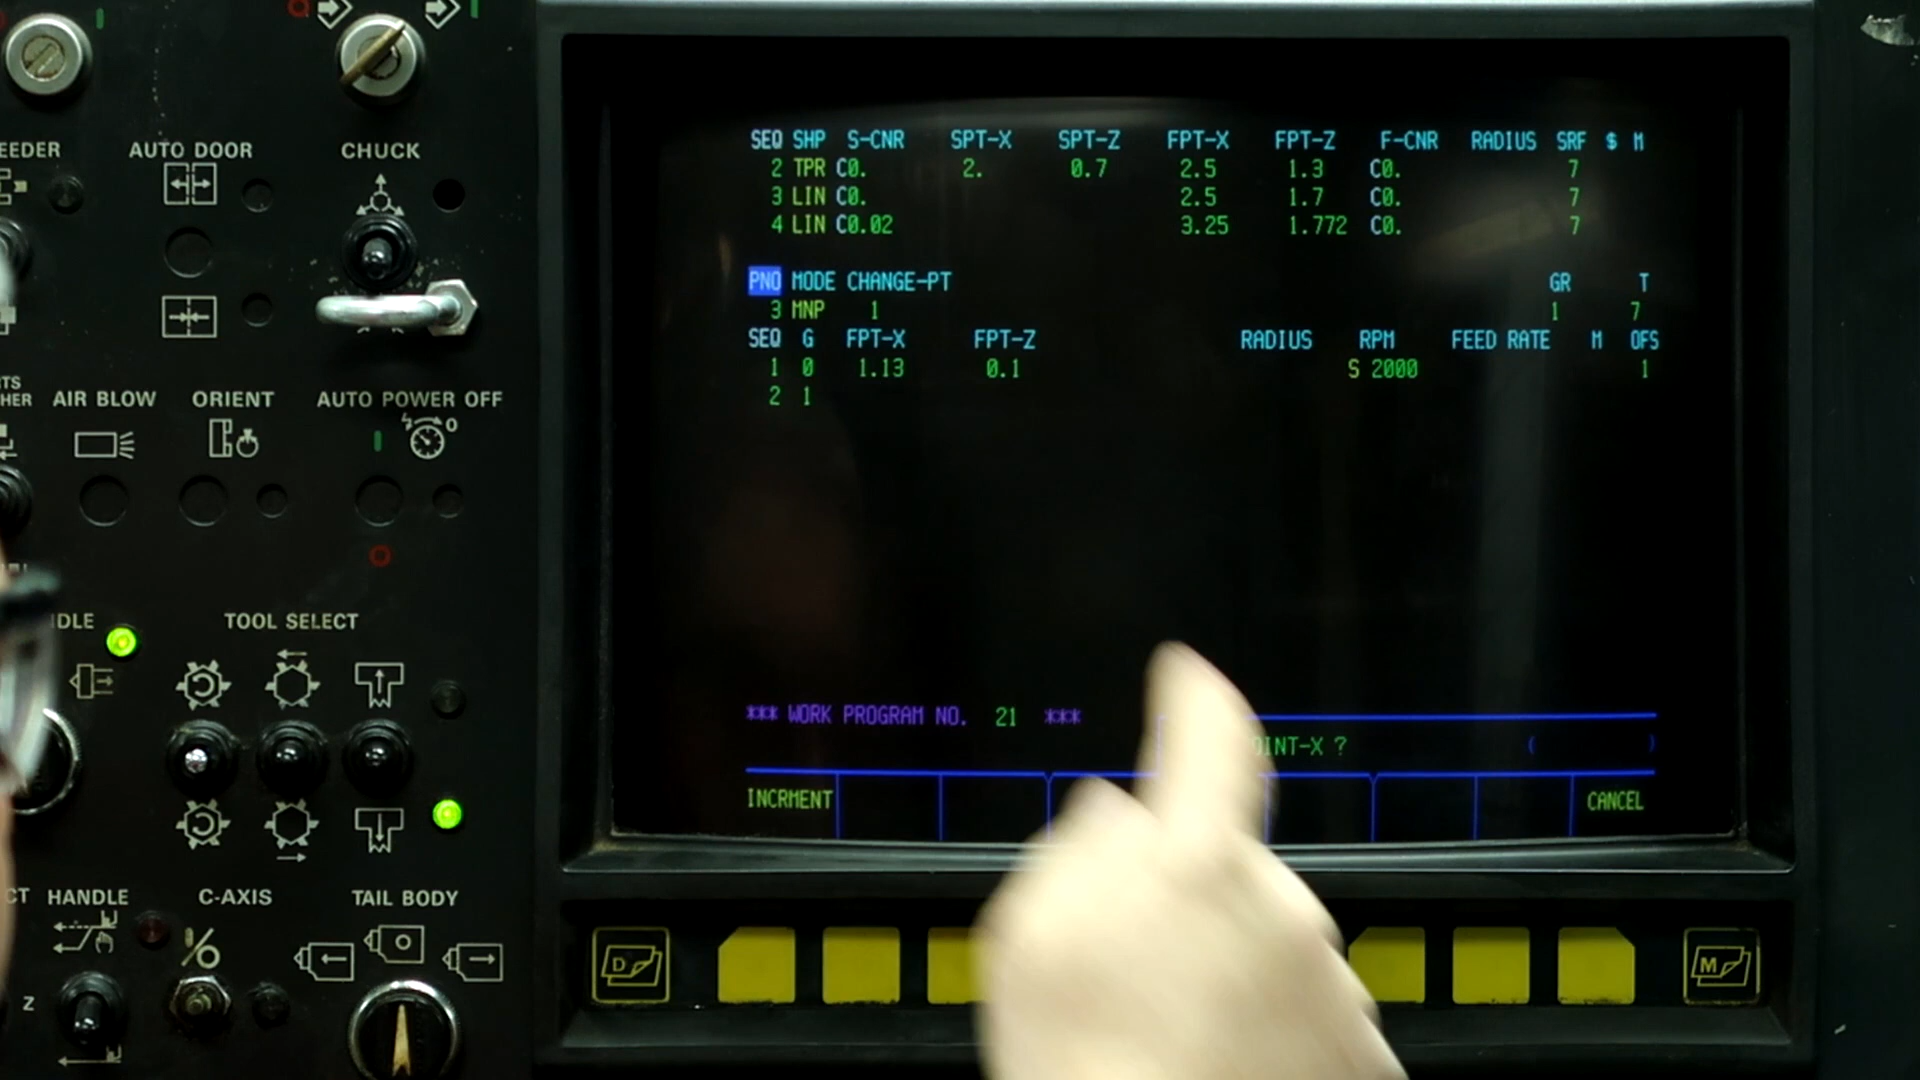 EEDER AUTO DOOR CHUCK
HER AIR BLOW ORIENT AUTO POWER OFF
IDLE TOOL SELECT
CT HANDLE C-AXIS TAIL BODY
Z
SEQ SHP S-CNR SPT-X SPT-Z FPT-X FPT-Z F-CNR RADIUS SRF $ M
2 TPR C0. 2. 0.7 2.5 1.3 C0. 7
3 LIN C0. 2.5 1.7 C0. 7
4 LIN C0.02 3.25 1.772 C0. 7
PNO MODE CHANGE-PT GR T
3 MNP 1 1 7
SEQ G FPT-X FPT-Z RADIUS RPM FEED RATE M OFS
1 0 1.13 0.1 S 2000 1
2 1
*** WORK PROGRAM NO. 21 ***
OINT-X ? ( )
INCRMENT CANCEL
D M